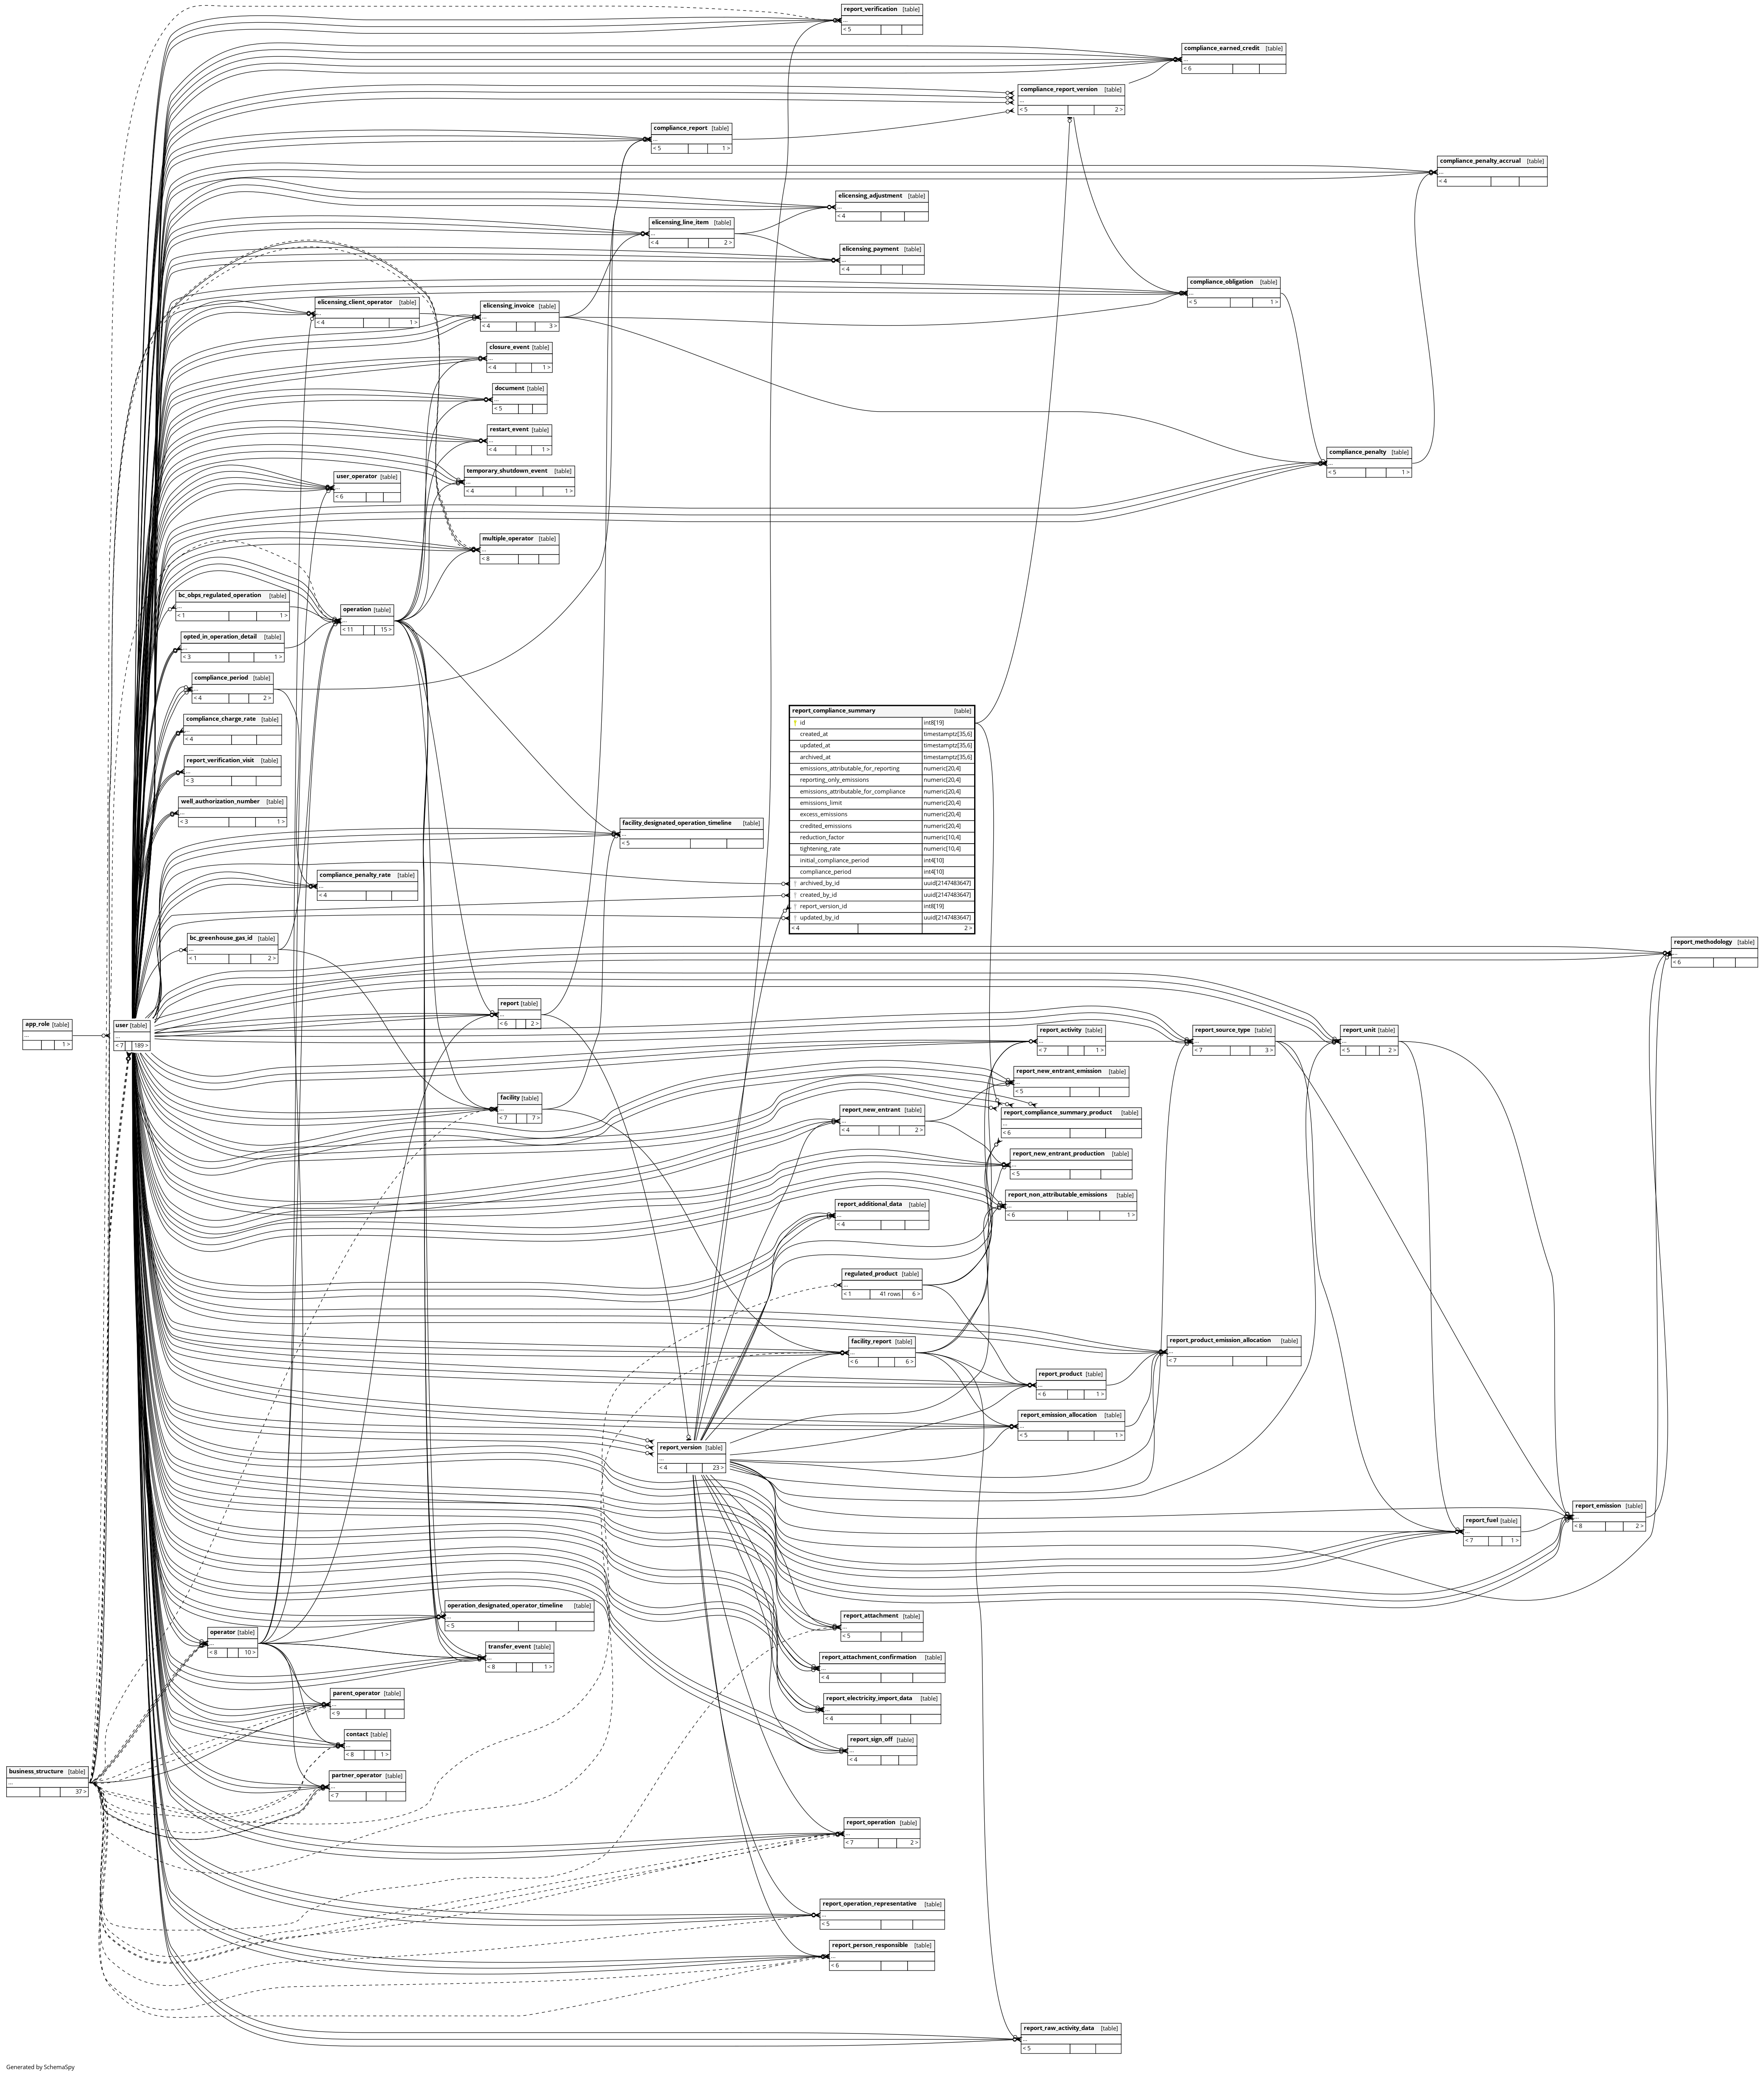 report_verification [table]
...
< 5
compliance_earned_credit [table]
...
< 6
compliance_report_version [table]
...
< 5 2 >
compliance_report [table]
...
< 5 1 >
compliance_penalty_accrual [table]
...
< 4
elicensing_adjustment [table]
...
< 4
elicensing_line_item [table]
...
< 4 2 >
elicensing_payment [table]
...
< 4
compliance_obligation [table]
...
< 5 1 >
elicensing_client_operator [table]
...
< 4 1 >
elicensing_invoice [table]
...
< 4 3 >
closure_event [table]
...
< 4 1 >
document [table]
...
< 5
restart_event [table]
...
< 4 1 >
compliance_penalty [table]
...
< 5 1 >
temporary_shutdown_event [table]
...
< 4 1 >
user_operator [table]
...
< 6
multiple_operator [table]
...
< 8
bc_obps_regulated_operation [table]
...
< 1 1 >
operation [table]
...
< 11 15 >
opted_in_operation_detail [table]
...
< 3 1 >
compliance_period [table]
...
< 4 2 >
compliance_charge_rate [table]
...
< 4
report_verification_visit [table]
...
< 3
well_authorization_number [table]
...
< 3 1 >
report_compliance_summary [table]
id int8[19]
created_at timestamptz[35,6]
updated_at timestamptz[35,6]
archived_at timestamptz[35,6]
emissions_attributable_for_reporting numeric[20,4]
reporting_only_emissions numeric[20,4]
emissions_attributable_for_compliance numeric[20,4]
emissions_limit numeric[20,4]
excess_emissions numeric[20,4]
credited_emissions numeric[20,4]
reduction_factor numeric[10,4]
tightening_rate numeric[10,4]
initial_compliance_period int4[10]
compliance_period int4[10]
archived_by_id uuid[2147483647]
created_by_id uuid[2147483647]
report_version_id int8[19]
updated_by_id uuid[2147483647]
< 4 2 >
facility_designated_operation_timeline [table]
...
< 5
compliance_penalty_rate [table]
...
< 4
bc_greenhouse_gas_id [table]
...
< 1 2 >
report_methodology [table]
...
< 6
report [table]
...
< 6 2 >
app_role [table]
...
1 >
user [table]
...
< 7 189 >
report_activity [table]
...
< 7 1 >
report_source_type [table]
...
< 7 3 >
report_unit [table]
...
< 5 2 >
report_new_entrant_emission [table]
...
< 5
facility [table]
...
< 7 7 >
report_new_entrant [table]
...
< 4 2 >
report_compliance_summary_product [table]
...
< 6
report_new_entrant_production [table]
...
< 5
report_non_attributable_emissions [table]
...
< 6 1 >
report_additional_data [table]
...
< 4
regulated_product [table]
...
< 1 41 rows 6 >
facility_report [table]
...
< 6 6 >
report_product_emission_allocation [table]
...
< 7
report_product [table]
...
< 6 1 >
report_emission_allocation [table]
...
< 5 1 >
report_version [table]
...
< 4 23 >
report_emission [table]
...
< 8 2 >
report_fuel [table]
...
< 7 1 >
operation_designated_operator_timeline [table]
...
< 5
report_attachment [table]
...
< 5
operator [table]
...
< 8 10 >
transfer_event [table]
...
< 8 1 >
report_attachment_confirmation [table]
...
< 4
parent_operator [table]
...
< 9
report_electricity_import_data [table]
...
< 4
contact [table]
...
< 8 1 >
report_sign_off [table]
...
< 4
business_structure [table]
...
37 >
partner_operator [table]
...
< 7
report_operation [table]
...
< 7 2 >
report_operation_representative [table]
...
< 5
report_person_responsible [table]
...
< 6
report_raw_activity_data [table]
...
< 5
Generated by SchemaSpy